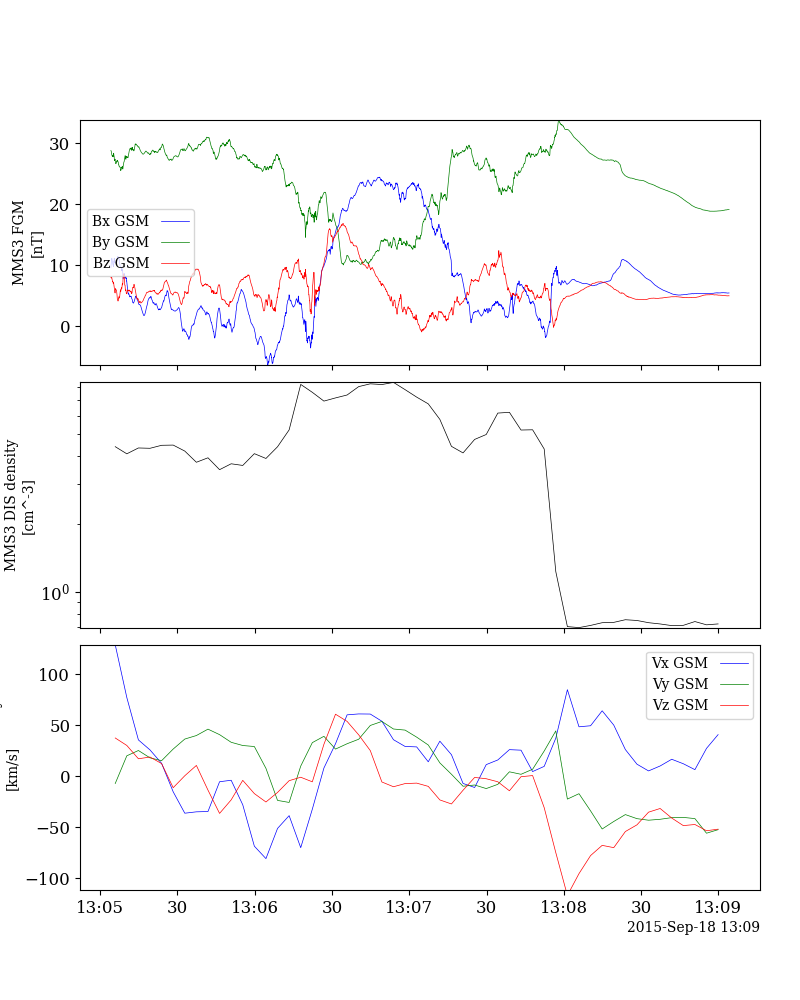 30
20
10
0
MMS3 FGM
[nT]
Bx GSM
By GSM
Bz GSM
10^0
MMS3 DIS density
[cm^-3]
100
50
0
−50
−100
[km/s]
Vx GSM
Vy GSM
Vz GSM
13:05 30 13:06 30 13:07 30 13:08 30 13:09
2015-Sep-18 13:09